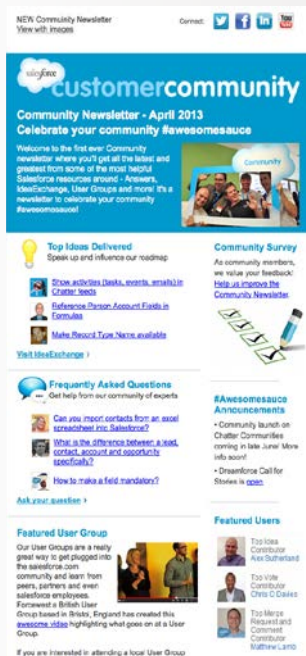 NEW Community Newsletter
View with images
Connect:
You
salesforce
customercommunity
Community Newsletter - April 2013
Celebrate your community #awesomesauce
Welcome to the first ever Community
newsletter where you'll get all the latest and
greatest from some of the most helpful
Salesforce resources around - Answers,
IdeaExchange, User Groups and more! It's a
newsletter to celebrate your community
#awesomesauce!
Community
Top Ideas Delivered
Speak up and influence our roadmap
Show activities (tasks, events, emails) in
Chatter feeds
Reference Person Account Fields in
Formulas
Make Record Type Name available
Visit IdeaExchange ›
Community Survey
As community members,
we value your feedback!
Help us improve the
Community Newsletter.
Frequently Asked Questions
Get help from our community of experts
Can you import contacts from an excel
spreadsheet into Salesforce?
What is the difference between a lead,
contact, account and opportunity
specifically?
How to make a field mandatory?
Ask your question ›
#Awesomesauce
Announcements
• Community launch on
Chatter Communities
coming in late June! More
info soon!
• Dreamforce Call for
Stories is open.
Featured User Group
Our User Groups are a really
great way to get plugged into
the salesforce.com
community and learn from
peers, partners and even
salesforce employees.
Forcewest a British User
Group based in Bristol, England has created this
awesome video highlighting what goes on at a User
Group.
If you are interested in attending a local User Group
Featured Users
Top Idea
Contributor
Alex Sutherland
Top Vote
Contributor
Chris C Davies
Top Merge
Request and
Comment
Contributor
Matthew Lamb